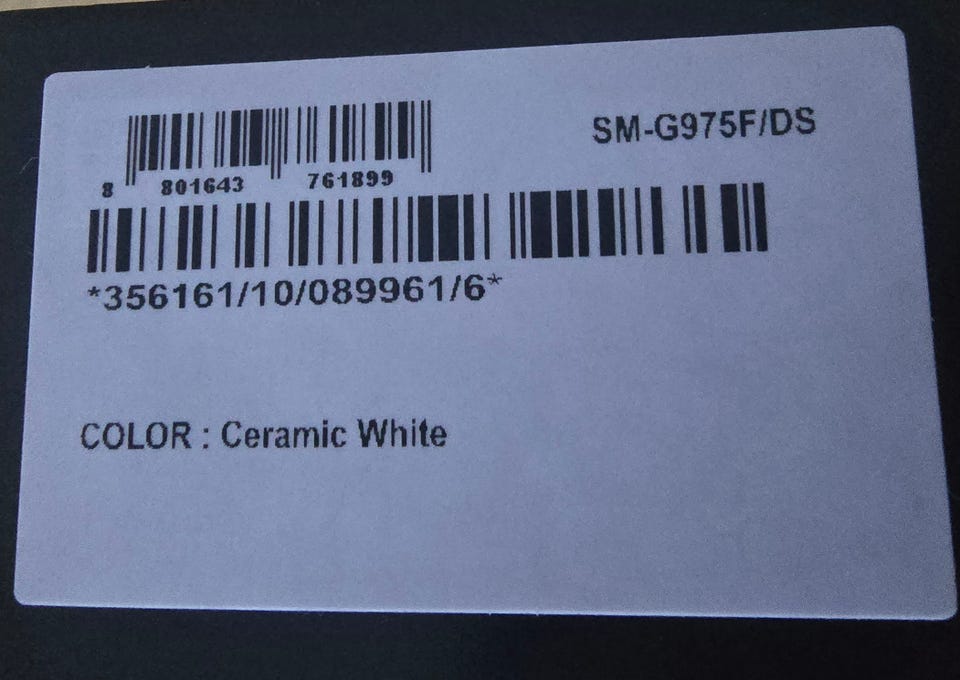 SM-G975F/DS
8 801643 761899
*356161/10/089961/6*
COLOR : Ceramic White